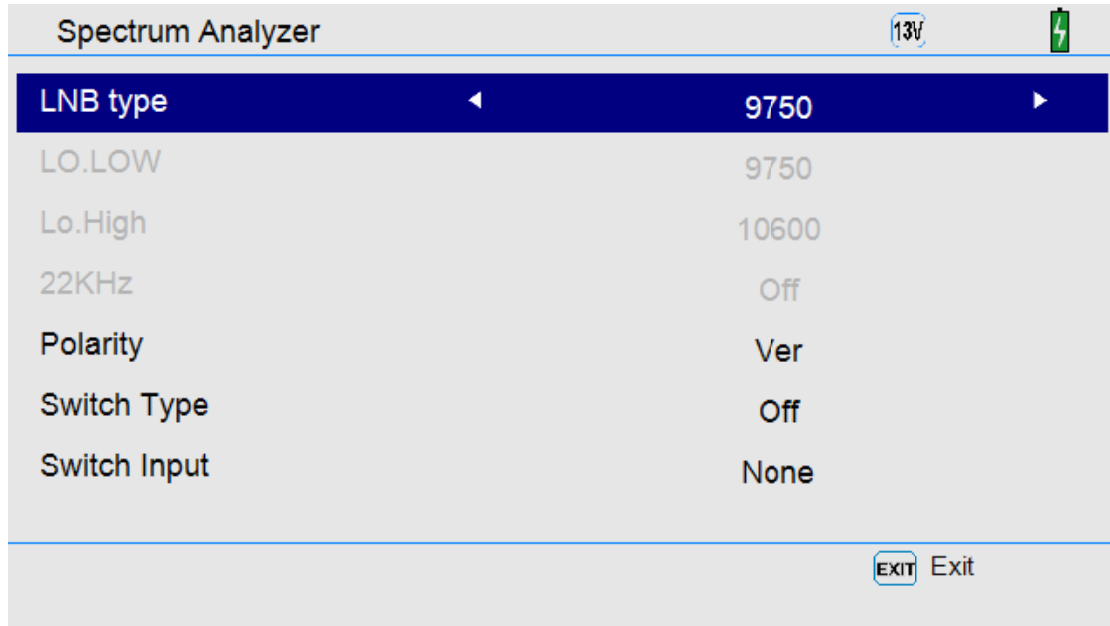 Spectrum Analyzer 13V
LNB type 9750
LO.LOW 9750
Lo.High 10600
22KHz Off
Polarity Ver
Switch Type Off
Switch Input None
EXIT Exit